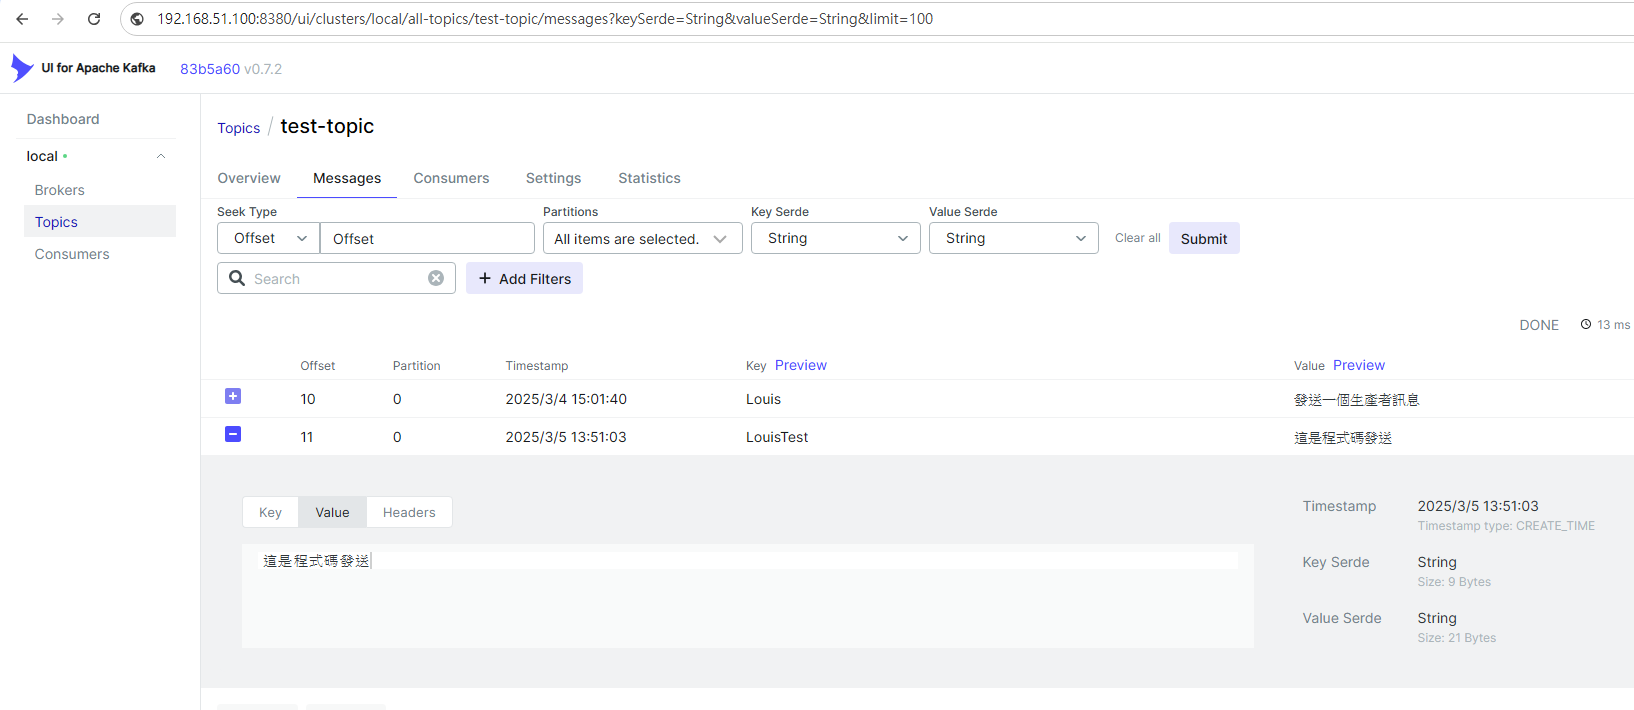 192.168.51.100:8380/ui/clusters/local/all-topics/test-topic/messages?keySerde=String&valueSerde=String&limit=100
UI for Apache Kafka 83b5a60 v0.7.2
Dashboard
local
Brokers
Topics
Consumers
Topics / test-topic
Overview Messages Consumers Settings Statistics
Seek Type Partitions Key Serde Value Serde
Offset Offset All items are selected. String String Clear all Submit
Search + Add Filters
DONE 13 ms
Offset Partition Timestamp Key Preview Value Preview
10 0 2025/3/4 15:01:40 Louis 發送一個生產者訊息
11 0 2025/3/5 13:51:03 LouisTest 這是程式碼發送
Key Value Headers
這是程式碼發送
Timestamp 2025/3/5 13:51:03
Timestamp type: CREATE_TIME
Key Serde String
Size: 9 Bytes
Value Serde String
Size: 21 Bytes